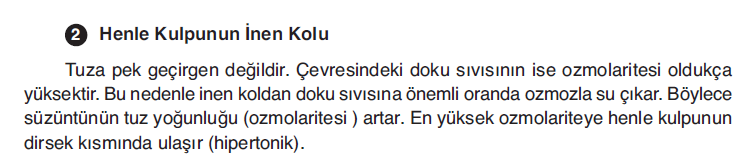 2 Henle Kulpunun İnen Kolu
Tuza pek geçirgen değildir. Çevresindeki doku sıvısının ise ozmolaritesi oldukça
yüksektir. Bu nedenle inen koldan doku sıvısına önemli oranda ozmozla su çıkar. Böylece
süzüntünün tuz yoğunluğu (ozmolaritesi ) artar. En yüksek ozmolariteye henle kulpunun
dirsek kısmında ulaşır (hipertonik).